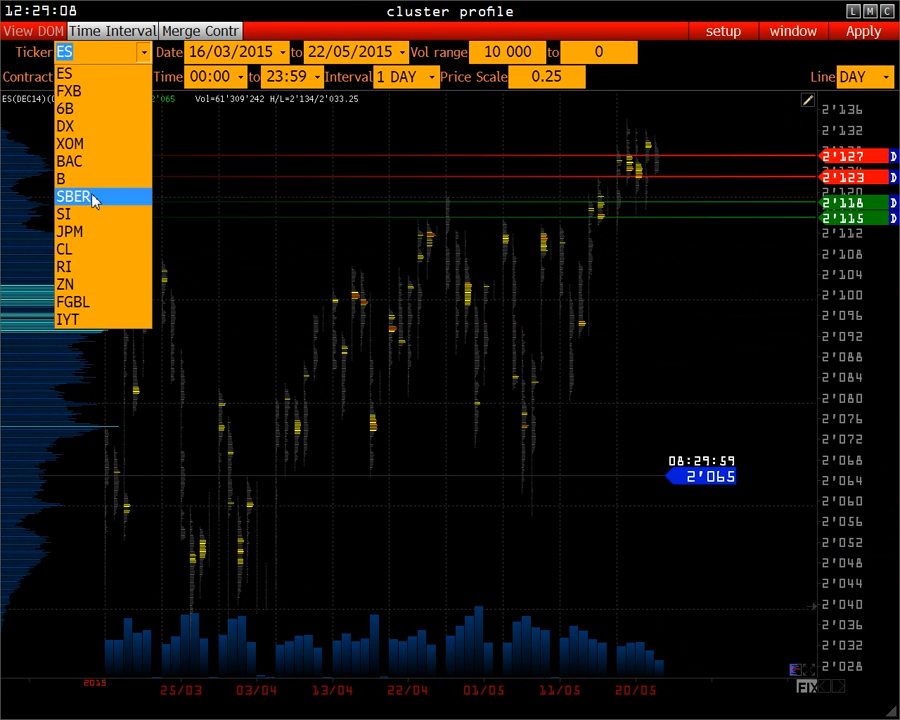 12:29:08 cluster profile L M C
View DOM Time Interval Merge Contr setup window Apply
Ticker ES Date 16/03/2015 to 22/05/2015 Vol range 10 000 to 0
Contract Time 00:00 to 23:59 Interval 1 DAY Price Scale 0.25 Line DAY
ES
FXB
6B
DX
XOM
BAC
B
SBER
SI
JPM
CL
RI
ZN
FGBL
IYT
ES(DEC14)( 2'065 Vol=61'309'242 H/L=2'134/2'033.25
2'136
2'132
2'127 D
2'123 D
2'120
2'118 D
2'115 D
2'112
2'108
2'104
2'100
2'096
2'092
2'088
2'084
2'080
2'076
2'072
2'068
08:29:59
2'065
2'064
2'060
2'056
2'052
2'048
2'044
2'040
2'036
2'032
2'028
2015 25/03 03/04 13/04 22/04 01/05 11/05 20/05 FIX